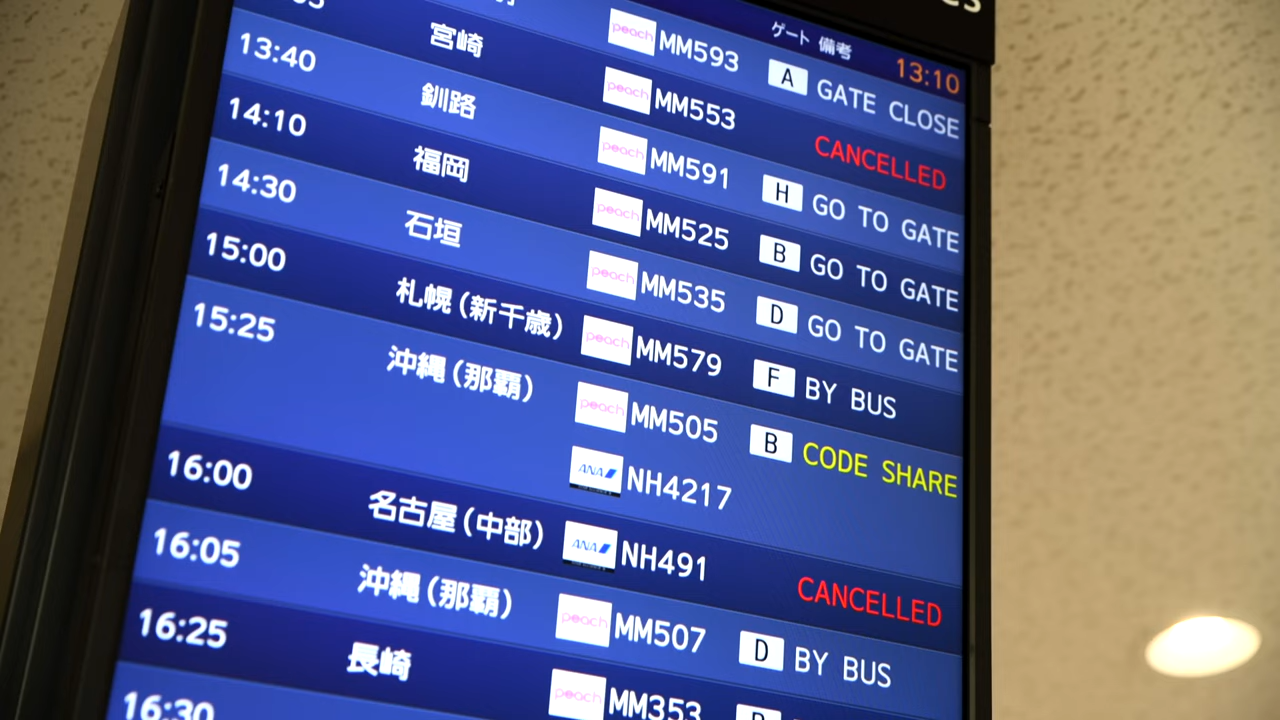 ゲート 備考 13:10
MM593 A GATE CLOSE
宮崎 peach MM553 CANCELLED
13:40 釧路 peach MM591 H GO TO GATE
14:10 福岡 peach MM525 B GO TO GATE
14:30 石垣 peach MM535 D GO TO GATE
15:00 札幌(新千歳) peach MM579 F BY BUS
15:25 沖縄(那覇) peach MM505 B CODE SHARE
ANA NH4217
16:00 名古屋(中部) ANA NH491 CANCELLED
16:05 沖縄(那覇) peach MM507 D BY BUS
16:25 長崎 peach MM353
16:30